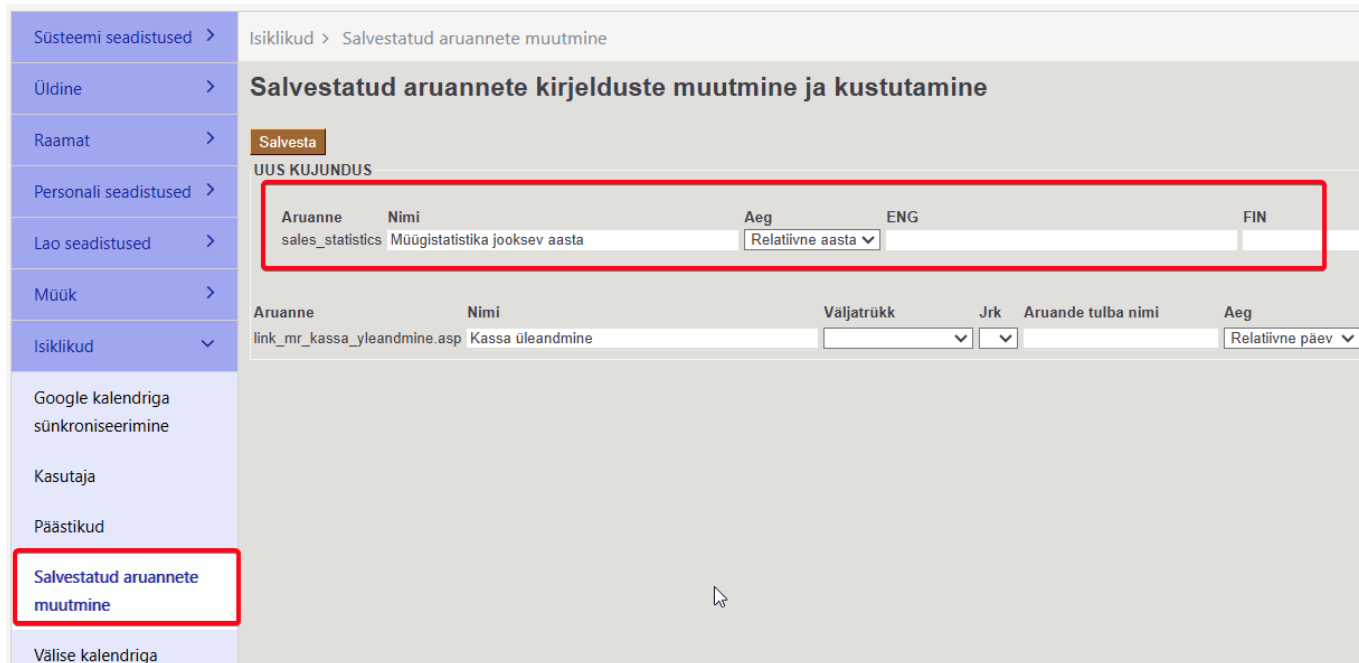 Süsteemi seadistused
Üldine
Raamat
Personali seadistused
Lao seadistused
Müük
Isiklikud
Google kalendriga
sünkroniseerimine
Kasutaja
Päästikud
Salvestatud aruannete
muutmine
Välise kalendriga
Isiklikud > Salvestatud aruannete muutmine
Salvestatud aruannete kirjelduste muutmine ja kustutamine
Salvesta
UUS KUJUNDUS
Aruanne Nimi Aeg ENG FIN
sales_statistics Müügistatistika jooksev aasta Relatiivne aasta
Aruanne Nimi Väljatrükk Jrk Aruande tulba nimi Aeg
link_mr_kassa_yleandmine.asp Kassa üleandmine Relatiivne päev